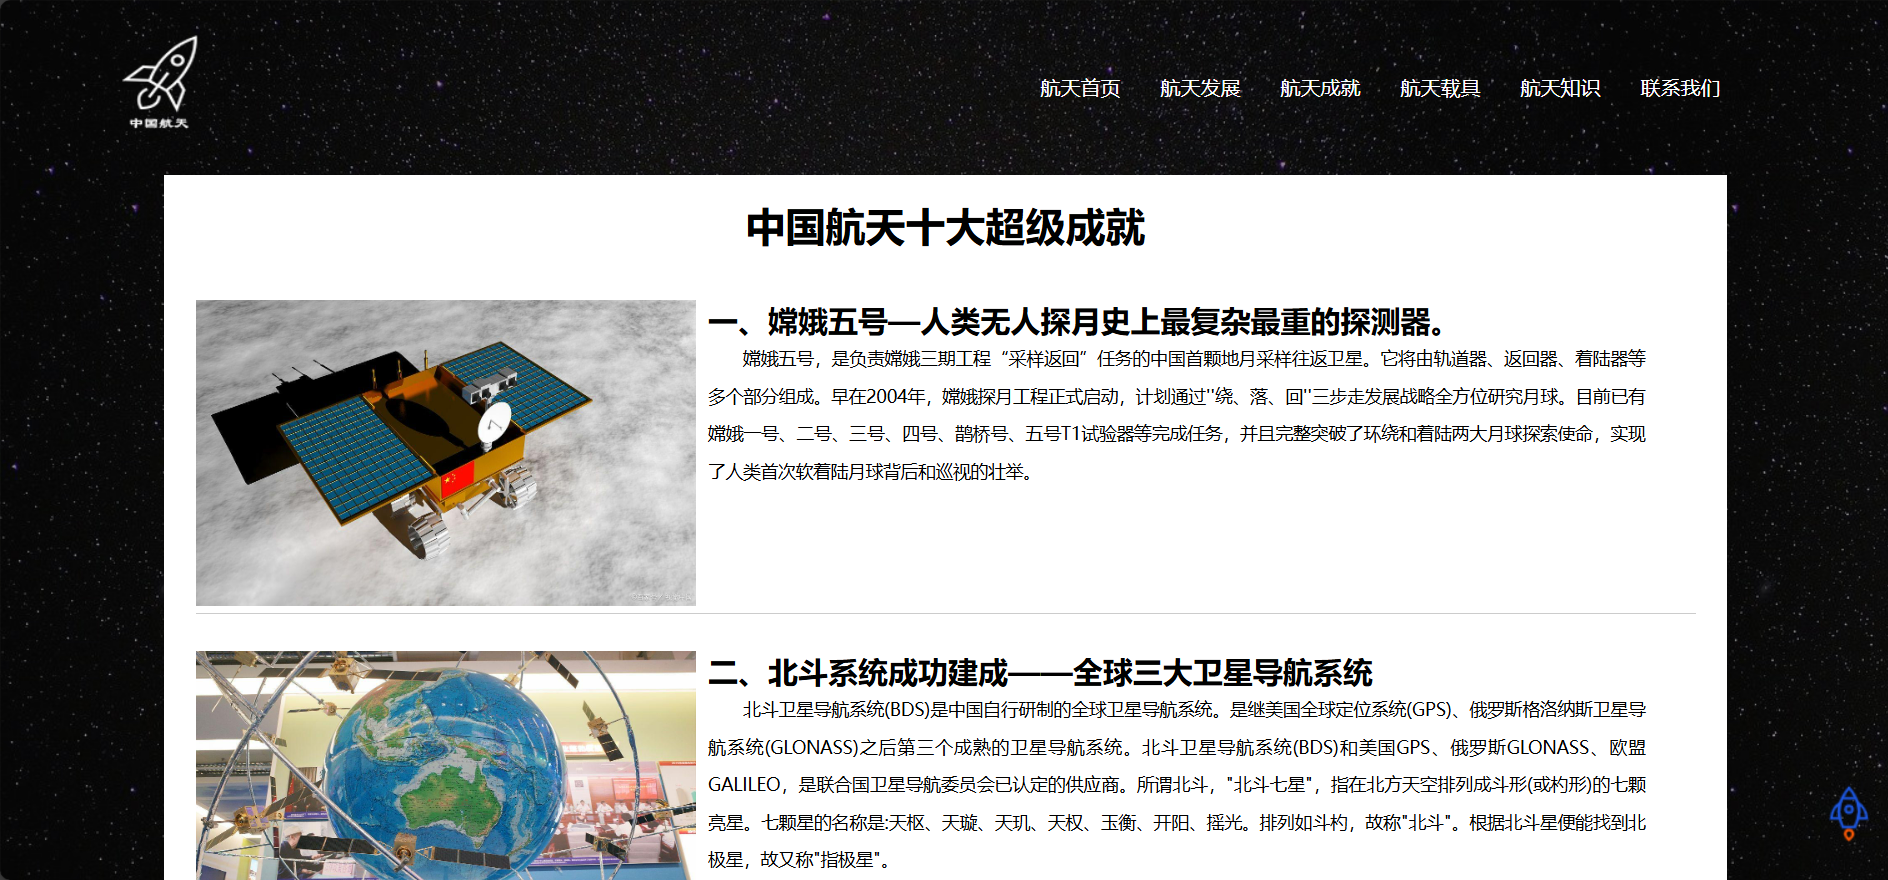 中国航天
航天首页 航天发展 航天成就 航天载具 航天知识 联系我们
中国航天十大超级成就
一、嫦娥五号—人类无人探月史上最复杂最重的探测器。
嫦娥五号，是负责嫦娥三期工程“采样返回”任务的中国首颗地月采样往返卫星。它将由轨道器、返回器、着陆器等
多个部分组成。早在2004年，嫦娥探月工程正式启动，计划通过''绕、落、回''三步走发展战略全方位研究月球。目前已有
嫦娥一号、二号、三号、四号、鹊桥号、五号T1试验器等完成任务，并且完整突破了环绕和着陆两大月球探索使命，实现
了人类首次软着陆月球背后和巡视的壮举。
二、北斗系统成功建成——全球三大卫星导航系统
北斗卫星导航系统(BDS)是中国自行研制的全球卫星导航系统。是继美国全球定位系统(GPS)、俄罗斯格洛纳斯卫星导
航系统(GLONASS)之后第三个成熟的卫星导航系统。北斗卫星导航系统(BDS)和美国GPS、俄罗斯GLONASS、欧盟
GALILEO，是联合国卫星导航委员会已认定的供应商。所谓北斗，"北斗七星"，指在北方天空排列成斗形(或杓形)的七颗
亮星。七颗星的名称是:天枢、天璇、天玑、天权、玉衡、开阳、摇光。排列如斗杓，故称"北斗"。根据北斗星便能找到北
极星，故又称"指极星"。